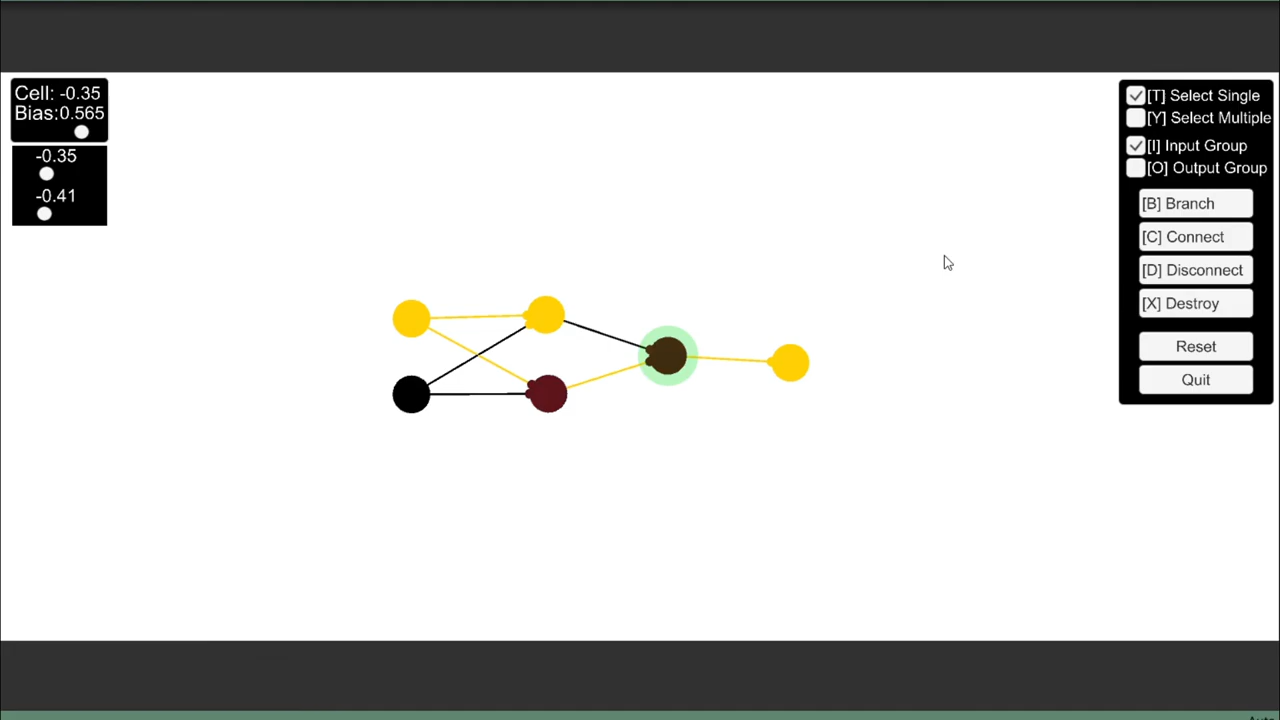 Cell: -0.35
Bias:0.565
-0.35
-0.41
[T] Select Single
[Y] Select Multiple
[I] Input Group
[O] Output Group
[B] Branch
[C] Connect
[D] Disconnect
[X] Destroy
Reset
Quit